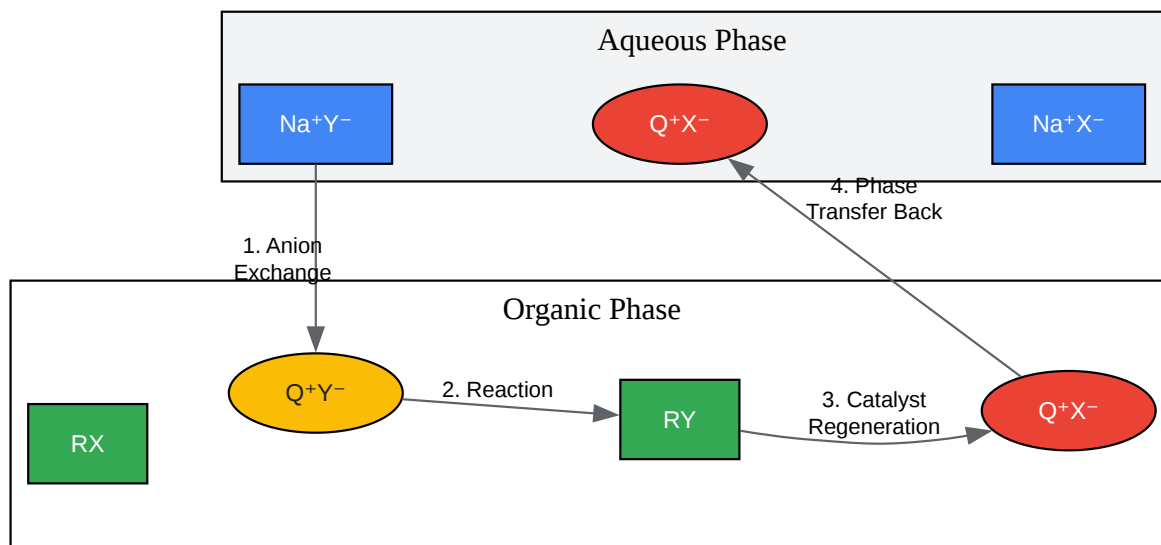 Aqueous Phase
Na⁺Y⁻
Q⁺X⁻
Na⁺X⁻
4. Phase
Transfer Back
1. Anion
Exchange
Organic Phase
Q⁺Y⁻
2. Reaction
RX
RY
3. Catalyst
Regeneration
Q⁺X⁻